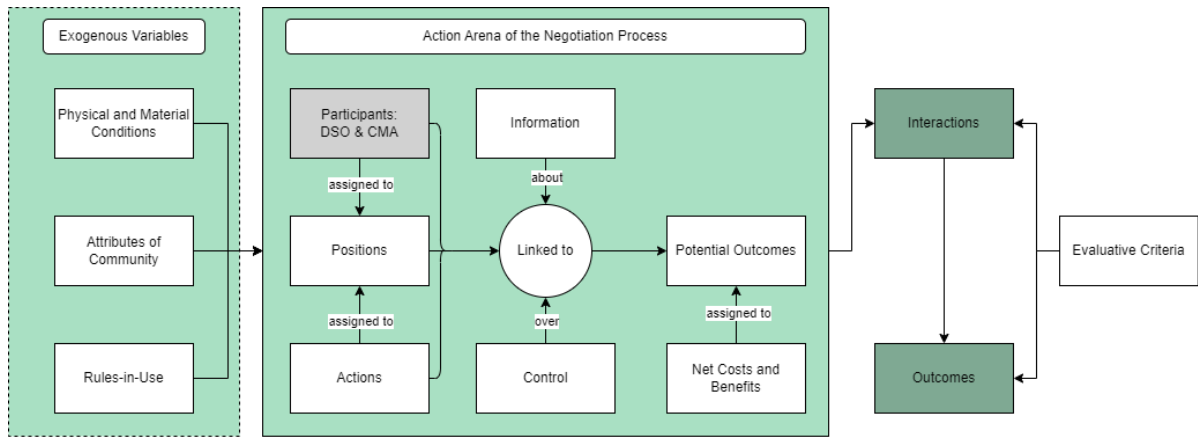 Exogenous Variables
Physical and Material
Conditions
Attributes of
Community
Rules-in-Use
Action Arena of the Negotiation Process
Participants:
DSO & CMA
assigned to
Positions
assigned to
Actions
Information
about
Linked to
over
Control
Potential Outcomes
assigned to
Net Costs and
Benefits
Interactions
Outcomes
Evaluative Criteria